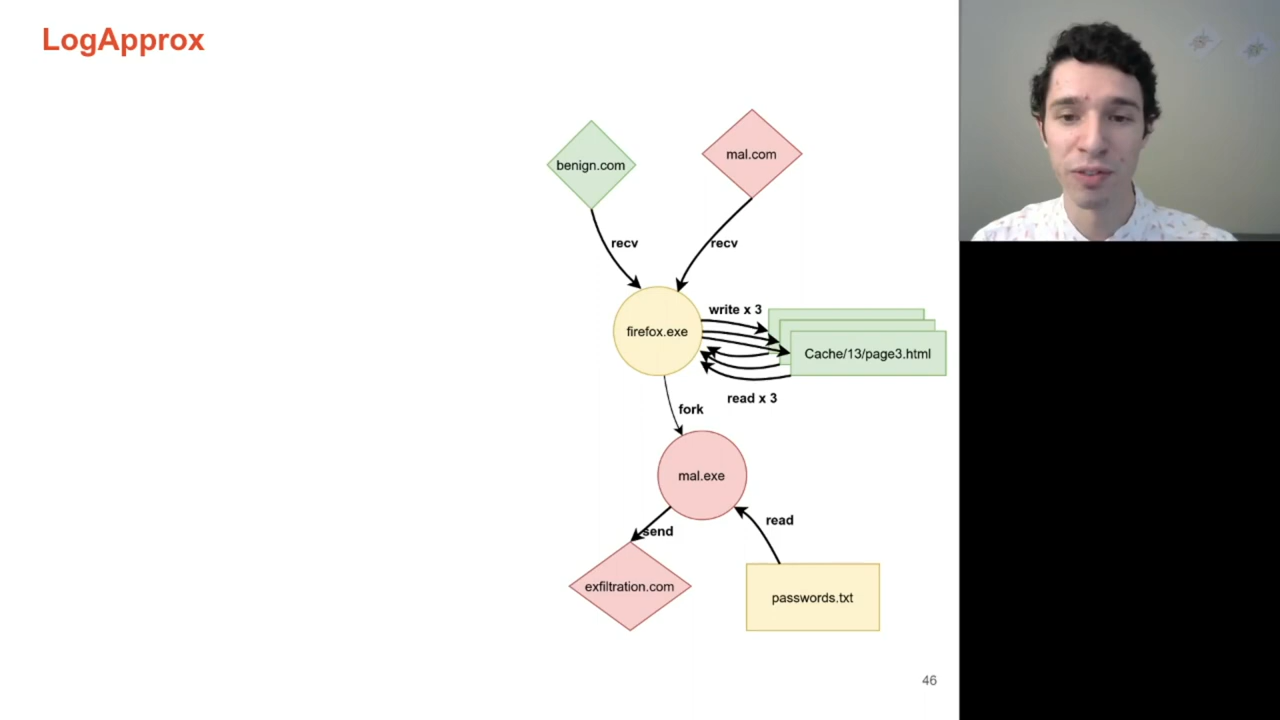 LogApprox
benign.com
mal.com
recv
recv
write x 3
firefox.exe
Cache/13/page3.html
read x 3
fork
mal.exe
send
read
exfiltration.com
passwords.txt
46